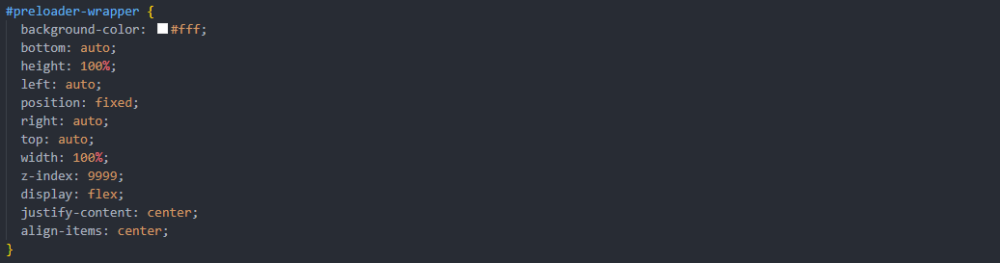 #preloader-wrapper {
  background-color: #fff;
  bottom: auto;
  height: 100%;
  left: auto;
  position: fixed;
  right: auto;
  top: auto;
  width: 100%;
  z-index: 9999;
  display: flex;
  justify-content: center;
  align-items: center;
}